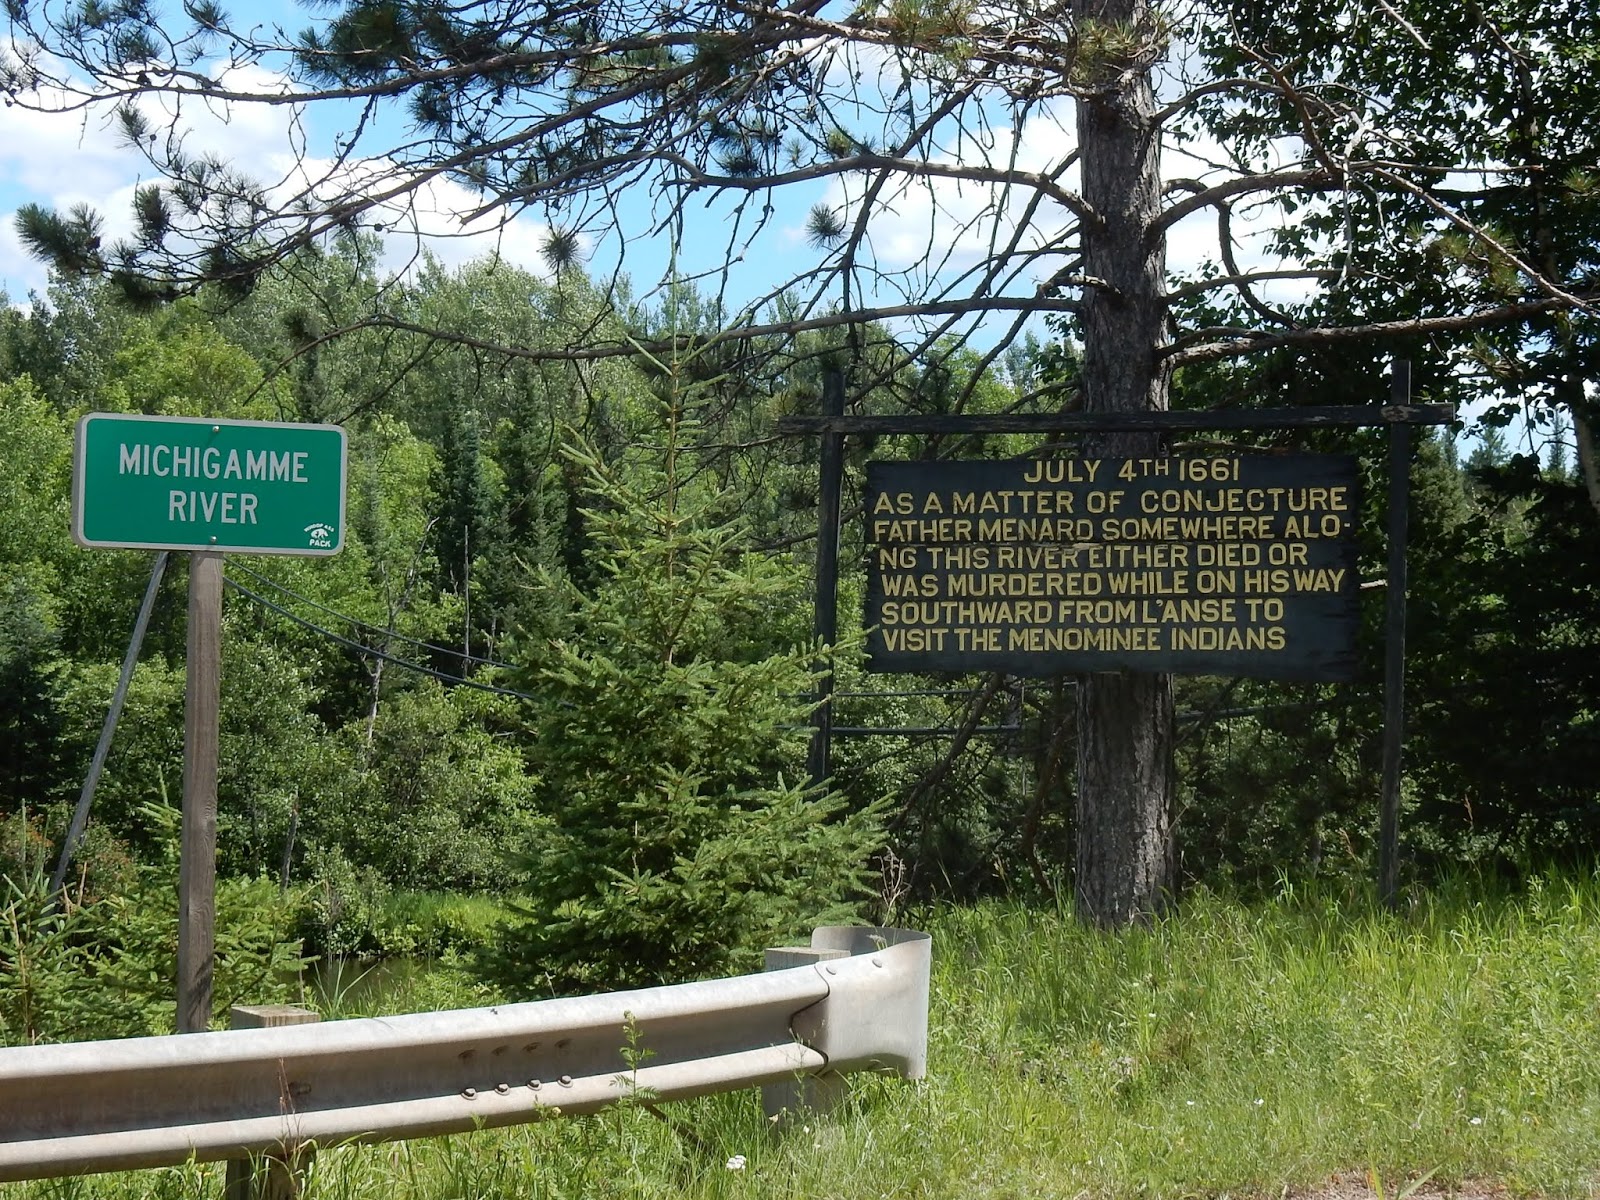 MICHIGAMME
RIVER
PACK
JULY 4TH 1661
AS A MATTER OF CONJECTURE
FATHER MENARD SOMEWHERE ALO-
NG THIS RIVER EITHER DIED OR
WAS MURDERED WHILE ON HIS WAY
SOUTHWARD FROM L'ANSE TO
VISIT THE MENOMINEE INDIANS